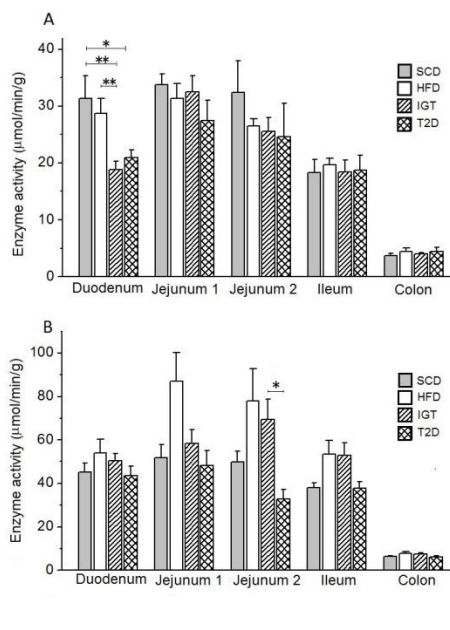 A
Enzyme activity (μmol/min/g)
40
30
20
10
0
*
**
**
SCD
HFD
IGT
T2D
Duodenum Jejunum 1 Jejunum 2 Ileum Colon
B
Enzyme activity (μmol/min/g)
100
80
60
40
20
0
*
SCD
HFD
IGT
T2D
Duodenum Jejunum 1 Jejunum 2 Ileum Colon